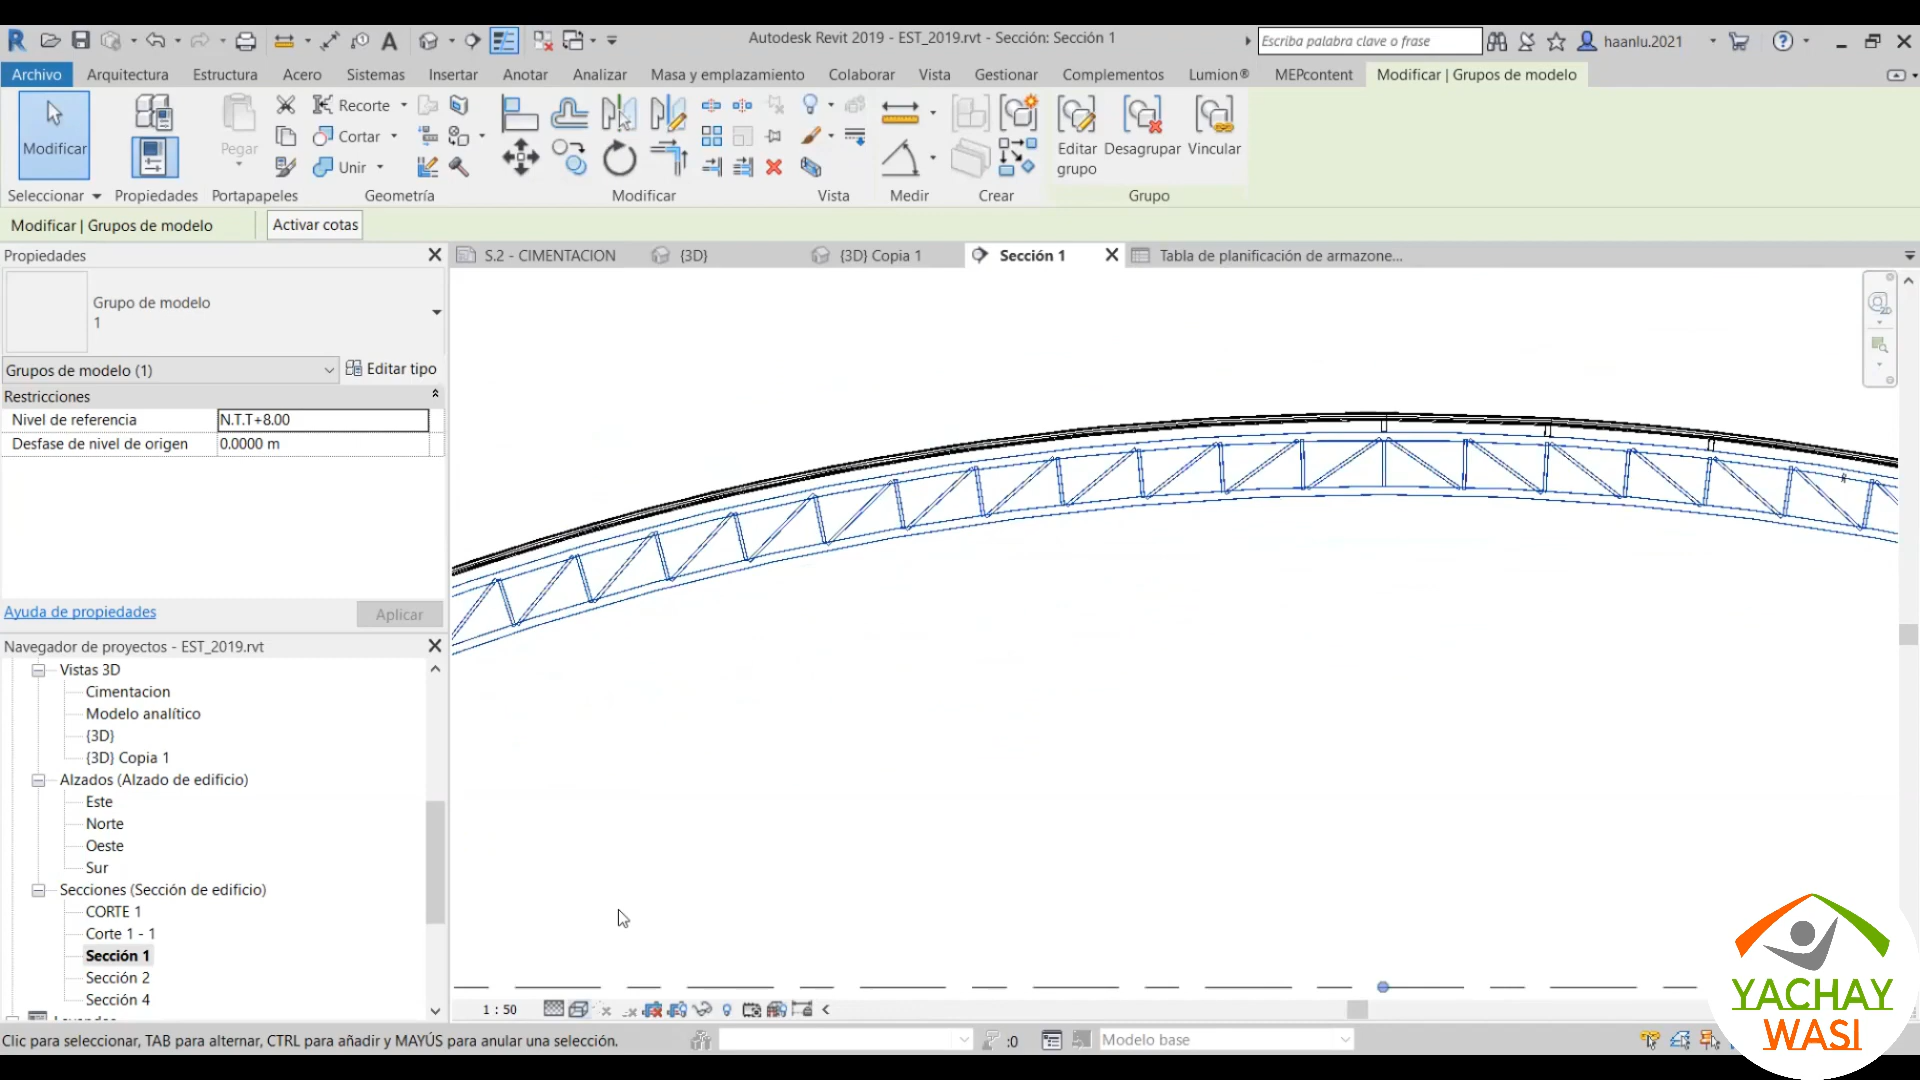 Autodesk Revit 2019 - EST_2019.rvt - Sección: Sección 1
Escriba palabra clave o frase
haanlu.2021
Archivo Arquitectura Estructura Acero Sistemas Insertar Anotar Analizar Masa y emplazamiento Colaborar Vista Gestionar Complementos Lumion® MEPcontent Modificar | Grupos de modelo
Modificar
Pegar
Recorte
Cortar
Unir
Editar grupo
Desagrupar
Vincular
Seleccionar Propiedades Portapapeles Geometría Modificar Vista Medir Crear Grupo
Modificar | Grupos de modelo Activar cotas
Propiedades
S.2 - CIMENTACION {3D} {3D} Copia 1 Sección 1 Tabla de planificación de armazone...
Grupo de modelo
1
Grupos de modelo (1) Editar tipo
Restricciones
Nivel de referencia N.T.T+8.00
Desfase de nivel de origen 0.0000 m
Ayuda de propiedades Aplicar
Navegador de proyectos - EST_2019.rvt
Vistas 3D
Cimentacion
Modelo analítico
{3D}
{3D} Copia 1
Alzados (Alzado de edificio)
Este
Norte
Oeste
Sur
Secciones (Sección de edificio)
CORTE 1
Corte 1 - 1
Sección 1
Sección 2
Sección 4
1 : 50
Clic para seleccionar, TAB para alternar, CTRL para añadir y MAYÚS para anular una selección.
:0
Modelo base
YACHAY
WASI